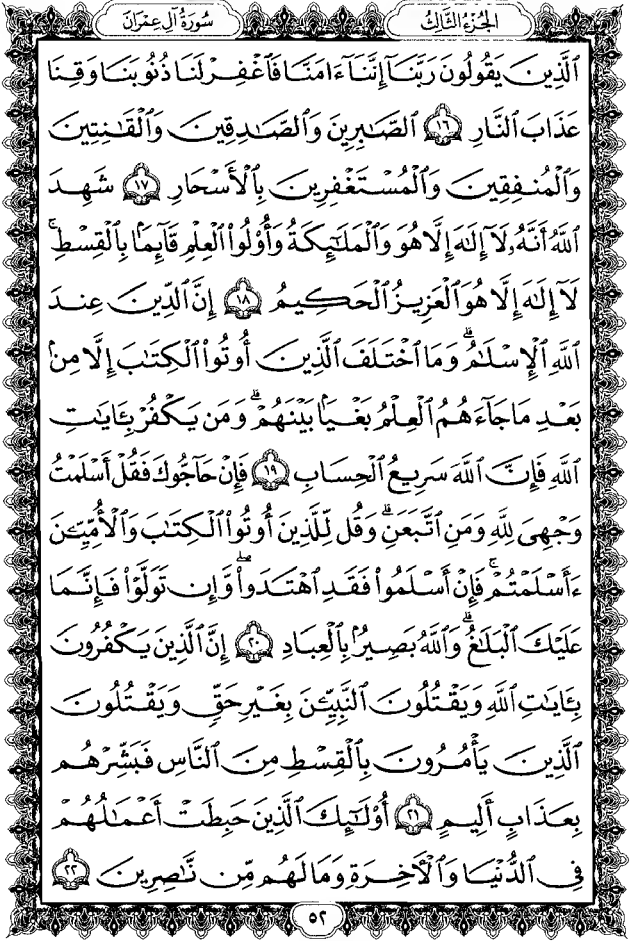 الجزء الثالث
سورة آل عمران
ٱلَّذِينَ يَقُولُونَ رَبَّنَآ إِنَّنَآ ءَامَنَّا فَٱغْفِرْ لَنَا ذُنُوبَنَا وَقِنَا
عَذَابَ ٱلنَّارِ ١٦ ٱلصَّٰبِرِينَ وَٱلصَّٰدِقِينَ وَٱلْقَٰنِتِينَ
وَٱلْمُنفِقِينَ وَٱلْمُسْتَغْفِرِينَ بِٱلْأَسْحَارِ ١٧ شَهِدَ
ٱللَّهُ أَنَّهُۥ لَآ إِلَٰهَ إِلَّا هُوَ وَٱلْمَلَٰٓئِكَةُ وَأُو۟لُوا۟ ٱلْعِلْمِ قَآئِمًۢا بِٱلْقِسْطِ ۚ
لَآ إِلَٰهَ إِلَّا هُوَ ٱلْعَزِيزُ ٱلْحَكِيمُ ١٨ إِنَّ ٱلدِّينَ عِندَ
ٱللَّهِ ٱلْإِسْلَٰمُ ۗ وَمَا ٱخْتَلَفَ ٱلَّذِينَ أُوتُوا۟ ٱلْكِتَٰبَ إِلَّا مِنۢ
بَعْدِ مَا جَآءَهُمُ ٱلْعِلْمُ بَغْيًۢا بَيْنَهُمْ ۗ وَمَن يَكْفُرْ بِـَٔايَٰتِ
ٱللَّهِ فَإِنَّ ٱللَّهَ سَرِيعُ ٱلْحِسَابِ ١٩ فَإِنْ حَآجُّوكَ فَقُلْ أَسْلَمْتُ
وَجْهِىَ لِلَّهِ وَمَنِ ٱتَّبَعَنِ ۗ وَقُل لِّلَّذِينَ أُوتُوا۟ ٱلْكِتَٰبَ وَٱلْأُمِّيِّـۧنَ
ءَأَسْلَمْتُمْ ۚ فَإِنْ أَسْلَمُوا۟ فَقَدِ ٱهْتَدَوا۟ ۖ وَّإِن تَوَلَّوْا۟ فَإِنَّمَا
عَلَيْكَ ٱلْبَلَٰغُ ۗ وَٱللَّهُ بَصِيرٌۢ بِٱلْعِبَادِ ٢٠ إِنَّ ٱلَّذِينَ يَكْفُرُونَ
بِـَٔايَٰتِ ٱللَّهِ وَيَقْتُلُونَ ٱلنَّبِيِّـۧنَ بِغَيْرِ حَقٍّ وَيَقْتُلُونَ
ٱلَّذِينَ يَأْمُرُونَ بِٱلْقِسْطِ مِنَ ٱلنَّاسِ فَبَشِّرْهُم
بِعَذَابٍ أَلِيمٍ ٢١ أُو۟لَٰٓئِكَ ٱلَّذِينَ حَبِطَتْ أَعْمَٰلُهُمْ
فِى ٱلدُّنْيَا وَٱلْءَاخِرَةِ وَمَا لَهُم مِّن نَّٰصِرِينَ ٢٢
٥٢